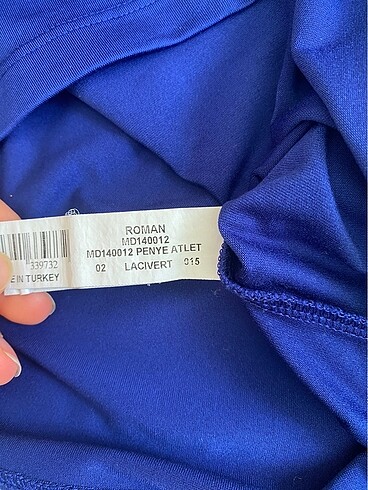 ROMAN
MD140012
MD140012 PENYE ATLET
02 LACIVERT 015
339732
E IN TURKEY